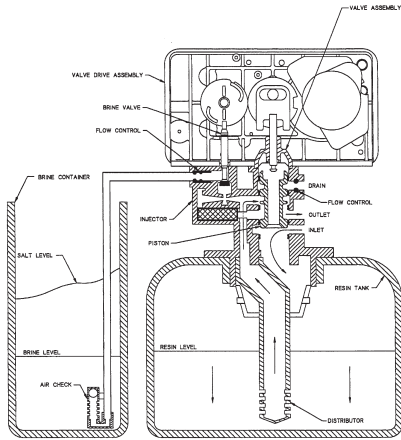 VALVE ASSEMBLY
VALVE DRIVE ASSEMBLY
BRINE VALVE
FLOW CONTROL
BRINE CONTAINER
DRAIN
FLOW CONTROL
INJECTOR
OUTLET
PISTON
INLET
SALT LEVEL
RESIN TANK
RESIN LEVEL
BRINE LEVEL
AIR CHECK
DISTRIBUTOR